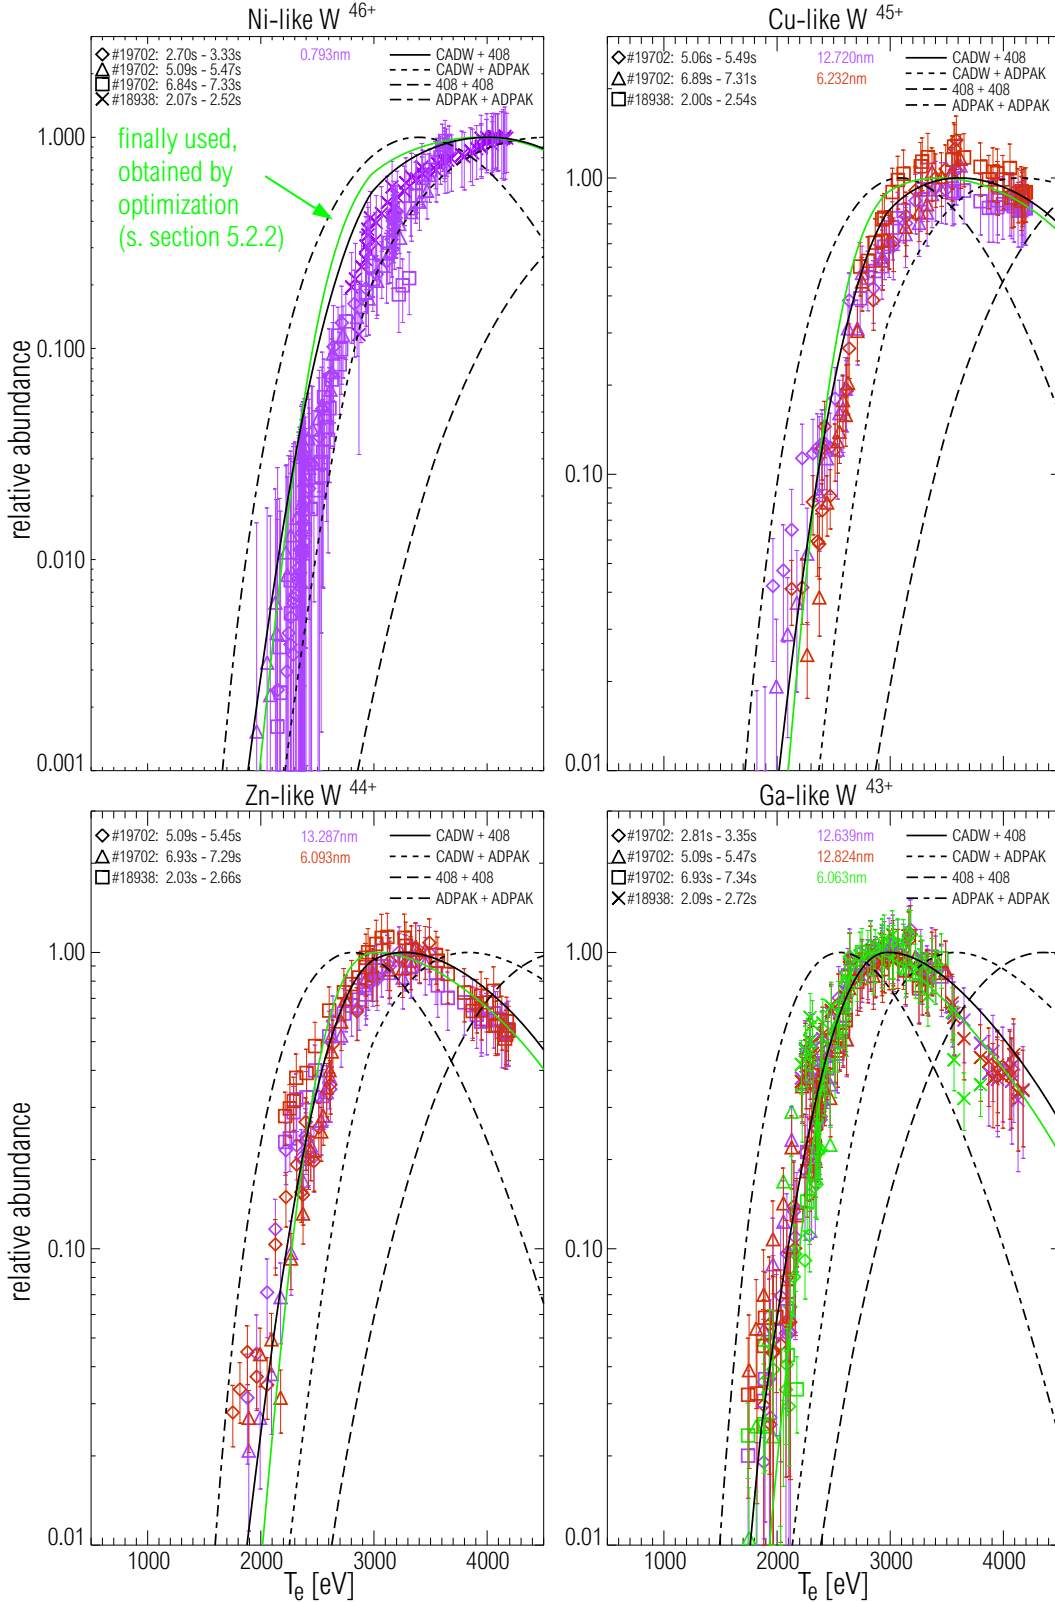 Ni-like W 46+
#19702: 2.70s - 3.33s
#19702: 5.09s - 5.47s
#19702: 6.84s - 7.33s
#18938: 2.07s - 2.52s
0.793nm
CADW + 408
CADW + ADPAK
408 + 408
ADPAK + ADPAK
finally used,
obtained by
optimization
(s. section 5.2.2)
1.000
0.100
0.010
0.001
relative abundance
Cu-like W 45+
#19702: 5.06s - 5.49s
#19702: 6.89s - 7.31s
#18938: 2.00s - 2.54s
12.720nm
6.232nm
CADW + 408
CADW + ADPAK
408 + 408
ADPAK + ADPAK
1.00
0.10
0.01
Zn-like W 44+
#19702: 5.09s - 5.45s
#19702: 6.93s - 7.29s
#18938: 2.03s - 2.66s
13.287nm
6.093nm
CADW + 408
CADW + ADPAK
408 + 408
ADPAK + ADPAK
1.00
0.10
0.01
relative abundance
1000 2000 3000 4000
Te [eV]
Ga-like W 43+
#19702: 2.81s - 3.35s
#19702: 5.09s - 5.47s
#19702: 6.93s - 7.34s
#18938: 2.09s - 2.72s
12.639nm
12.824nm
6.063nm
CADW + 408
CADW + ADPAK
408 + 408
ADPAK + ADPAK
1.00
0.10
0.01
1000 2000 3000 4000
Te [eV]